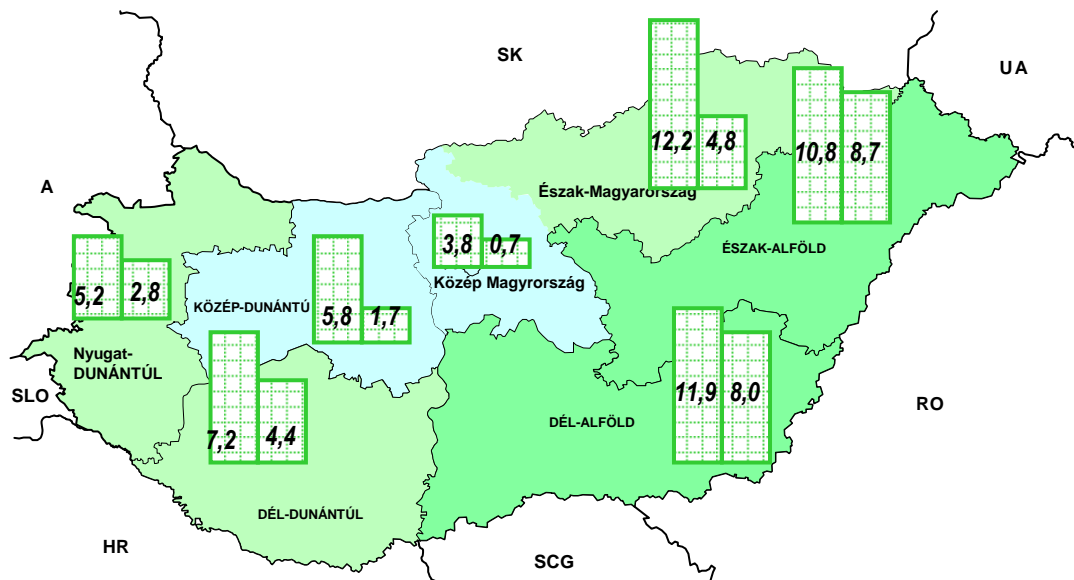 SK
UA
12,2 4,8
10,8 8,7
A
Észak-Magyarország
3,8 0,7
ÉSZAK-ALFÖLD
5,2 2,8
Közép Magyrország
KÖZÉP-DUNÁNTÚ
5,8 1,7
Nyugat-
DUNÁNTÚL
SLO
11,9 8,0
RO
DÉL-ALFÖLD
7,2 4,4
DÉL-DUNÁNTÚL
HR
SCG